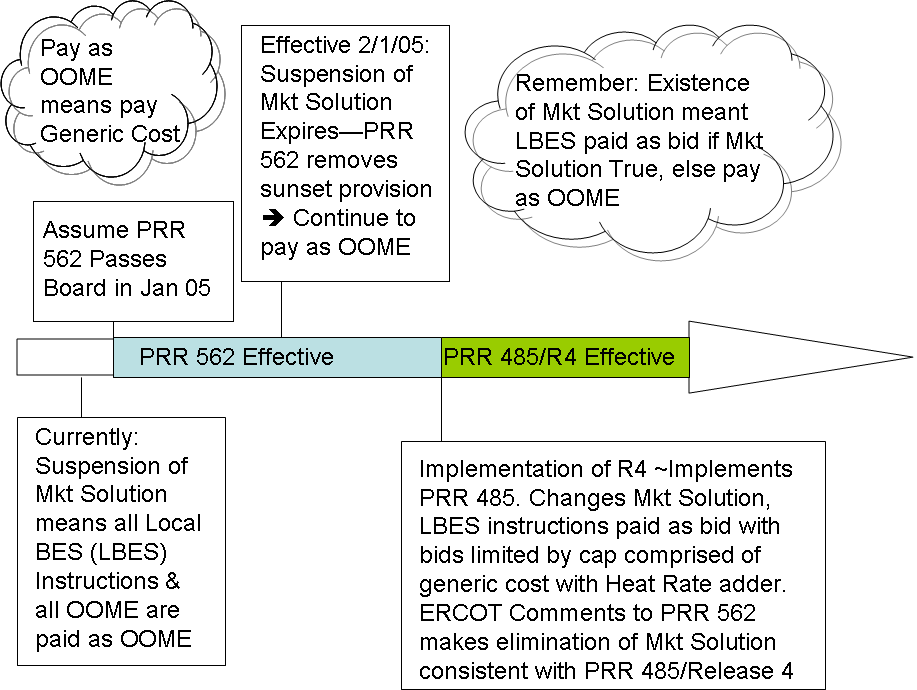 Pay as
OOME
means pay
Generic Cost
Effective 2/1/05:
Suspension of
Mkt Solution
Expires—PRR
562 removes
sunset provision
➔ Continue to
pay as OOME
Remember: Existence
of Mkt Solution meant
LBES paid as bid if Mkt
Solution True, else pay
as OOME
Assume PRR
562 Passes
Board in Jan 05
PRR 562 Effective
PRR 485/R4 Effective
Currently:
Suspension of
Mkt Solution
means all Local
BES (LBES)
Instructions &
all OOME are
paid as OOME
Implementation of R4 ~Implements
PRR 485. Changes Mkt Solution,
LBES instructions paid as bid with
bids limited by cap comprised of
generic cost with Heat Rate adder.
ERCOT Comments to PRR 562
makes elimination of Mkt Solution
consistent with PRR 485/Release 4